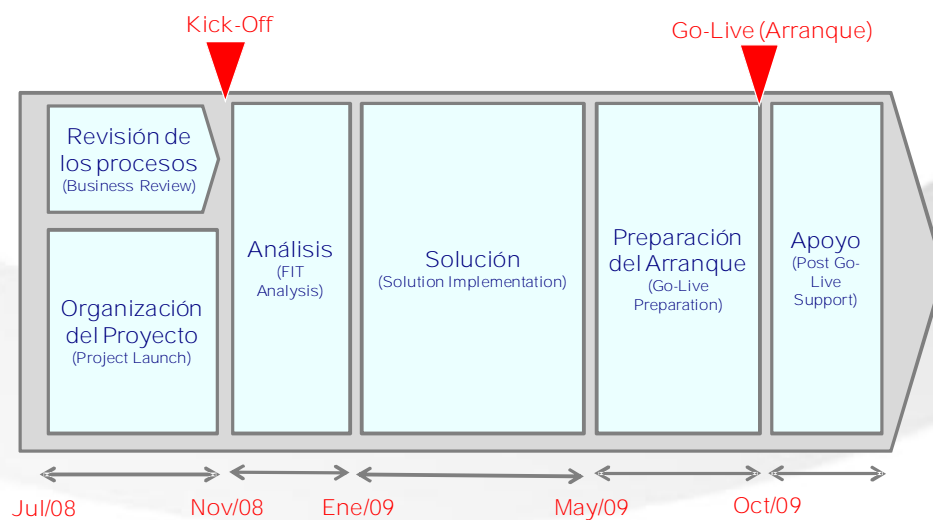 Kick-Off
Go-Live (Arranque)
Revisión de
los procesos
(Business Review)
Organización
del Proyecto
(Project Launch)
Análisis
(FIT
Analysis)
Solución
(Solution Implementation)
Preparación
del Arranque
(Go-Live
Preparation)
Apoyo
(Post Go-
Live
Support)
Jul/08
Nov/08
Ene/09
May/09
Oct/09